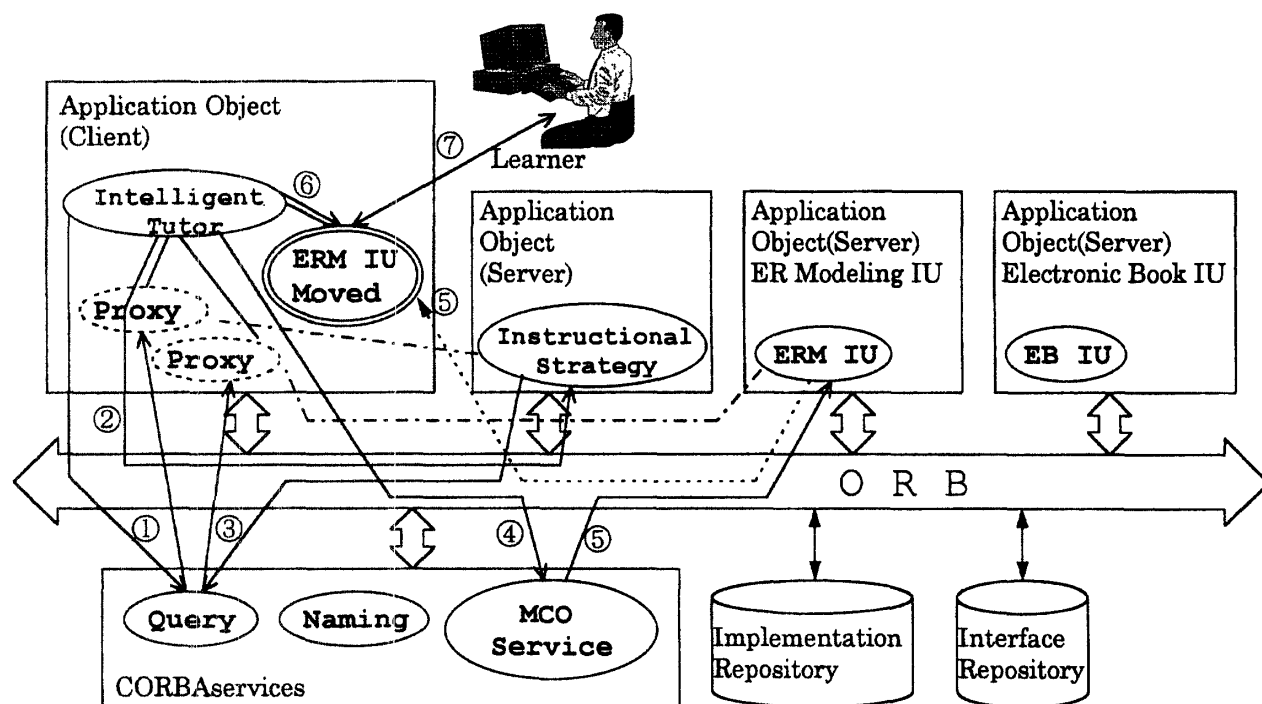 Application Object
(Client)
Intelligent
Tutor
⑥
ERM IU
Moved
⑤
Proxy
Proxy
②
⑦
Learner
Application
Object
(Server)
Instructional
Strategy
Application
Object(Server)
ER Modeling IU
ERM IU
Application
Object(Server)
Electronic Book IU
EB IU
O R B
①
③
④
⑤
Query
Naming
MCO
Service
CORBAservices
Implementation
Repository
Interface
Repository